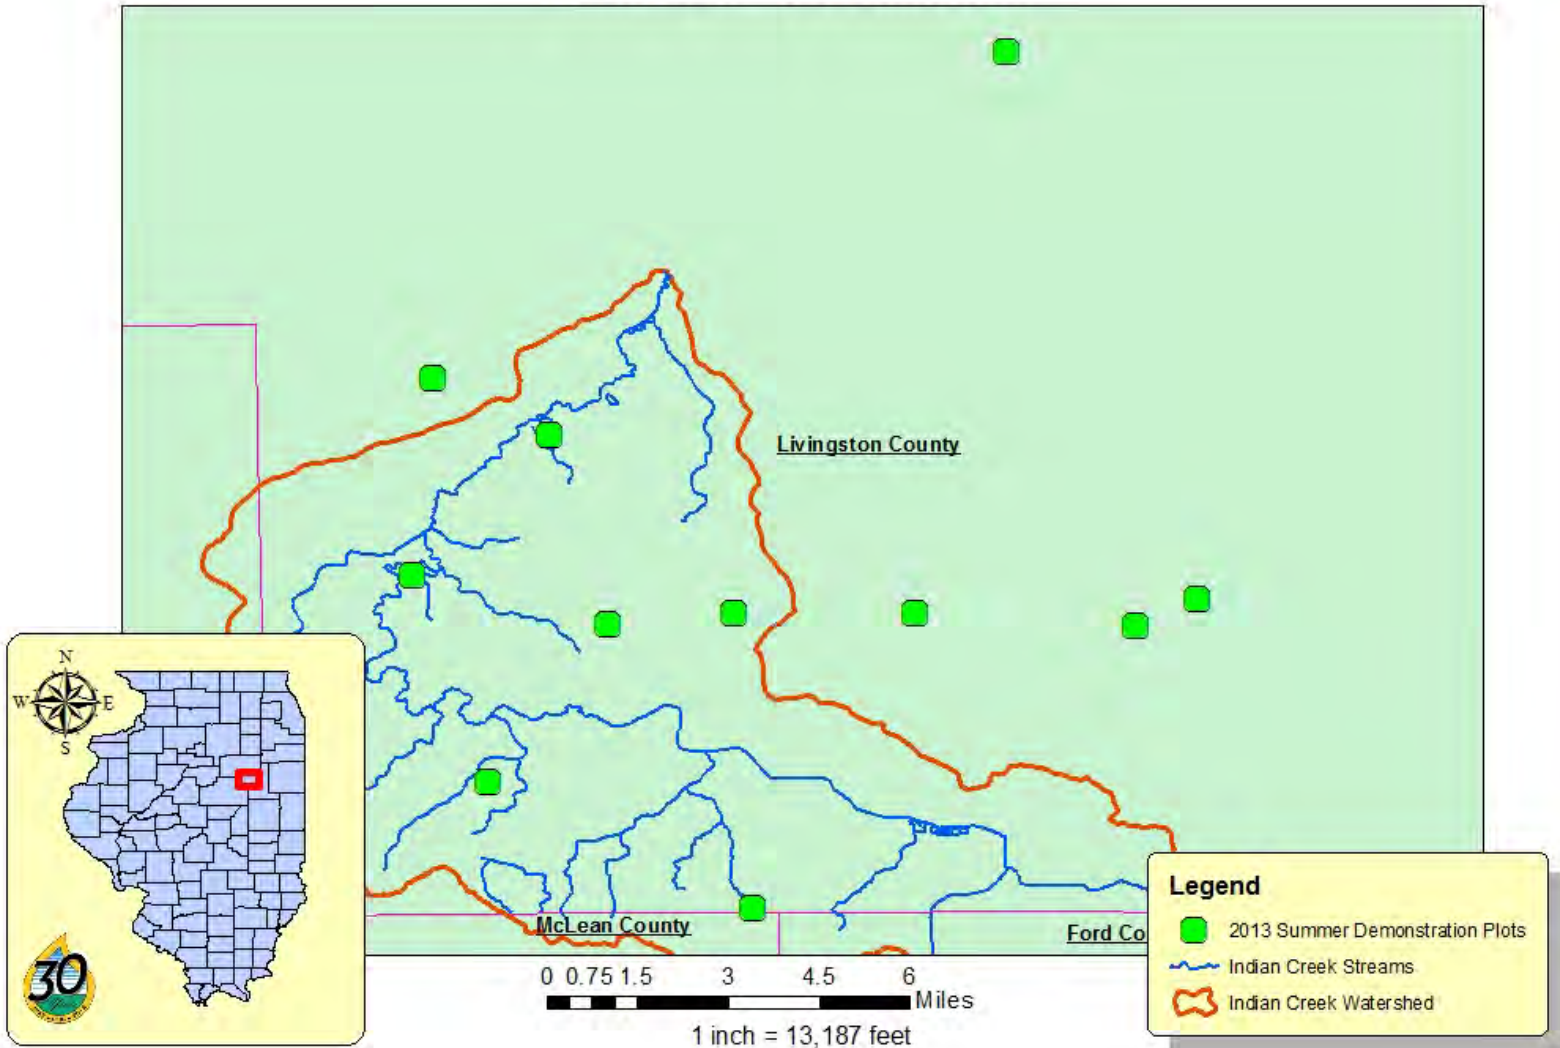 Livingston County
N
W
E
S
McLean County
Ford Co
30
0 0.75 1.5 3 4.5 6
Miles
1 inch = 13,187 feet
Legend
2013 Summer Demonstration Plots
Indian Creek Streams
Indian Creek Watershed